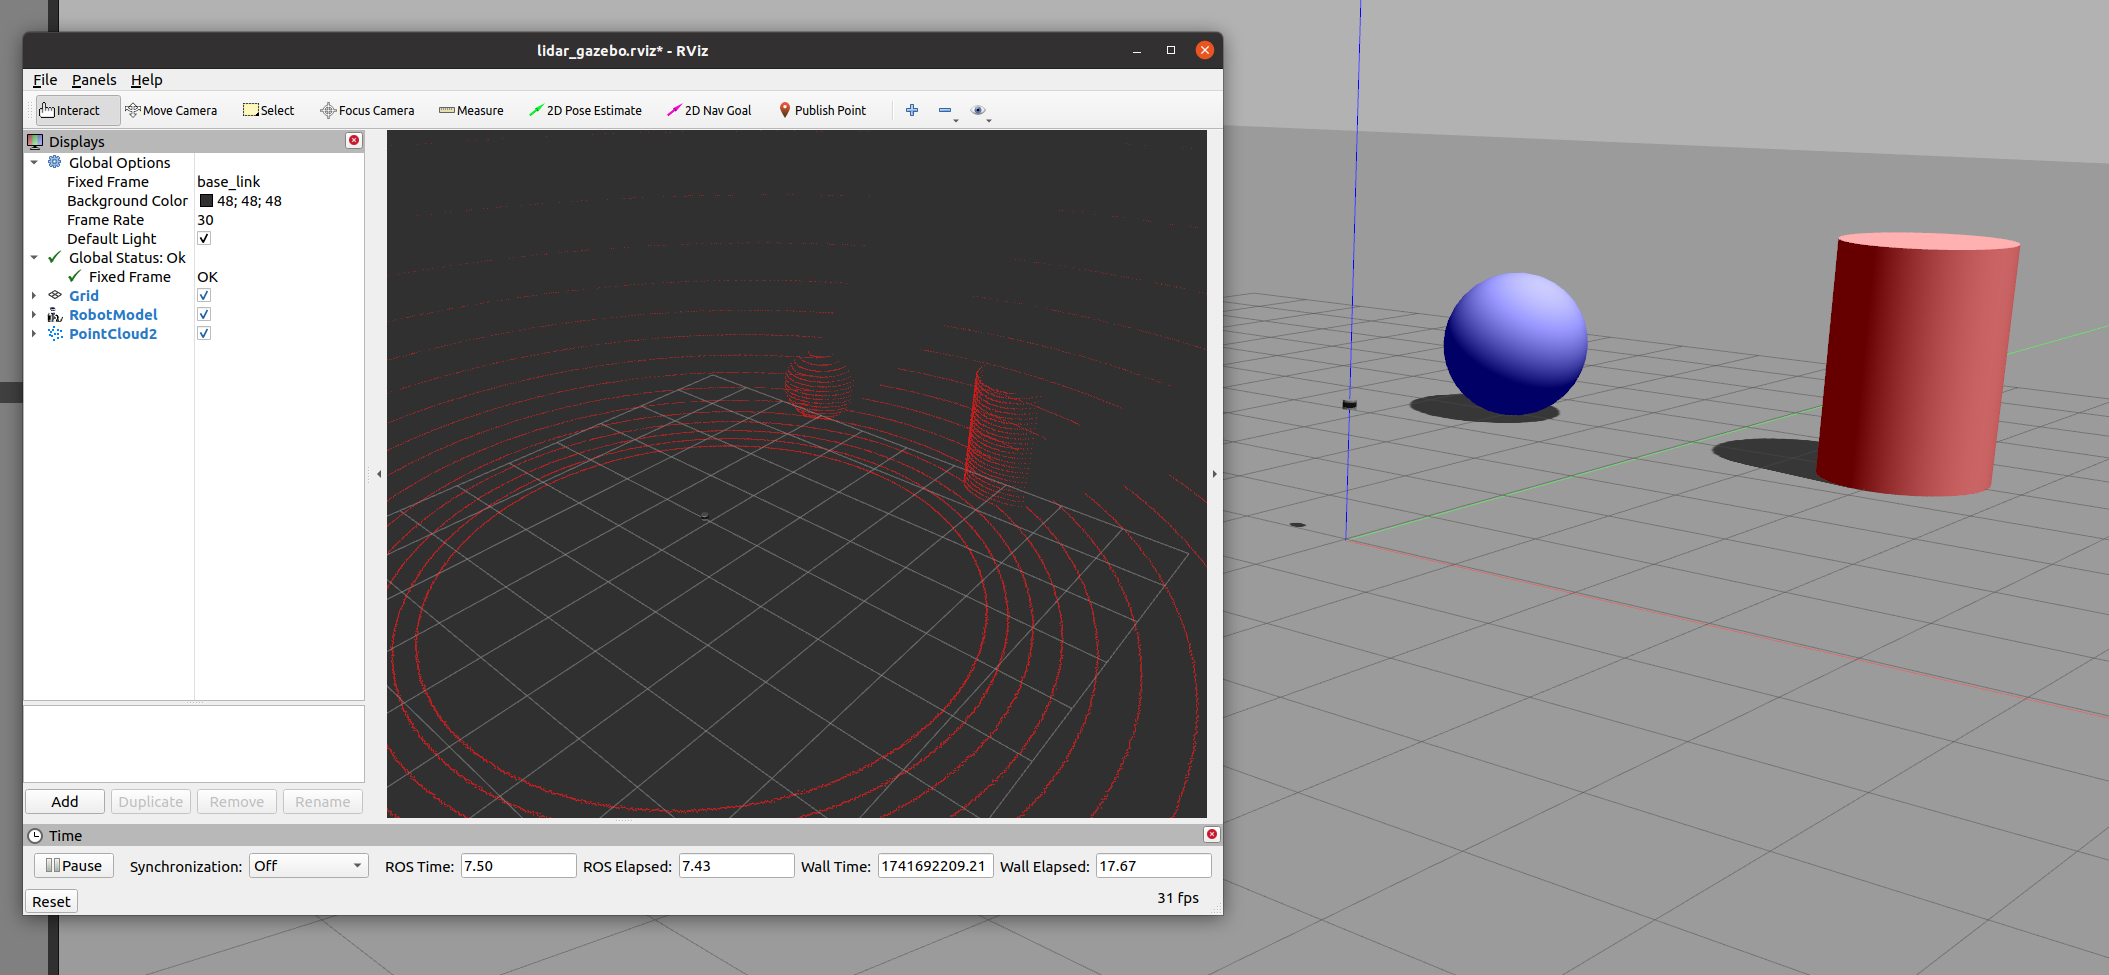 lidar_gazebo.rviz* - RViz
File Panels Help
Interact Move Camera Select Focus Camera Measure 2D Pose Estimate 2D Nav Goal Publish Point
Displays
Global Options
Fixed Frame base_link
Background Color 48; 48; 48
Frame Rate 30
Default Light
Global Status: Ok
Fixed Frame OK
Grid
RobotModel
PointCloud2
Add Duplicate Remove Rename
Time
Pause Synchronization: Off ROS Time: 7.50 ROS Elapsed: 7.43 Wall Time: 1741692209.21 Wall Elapsed: 17.67
Reset 31 fps